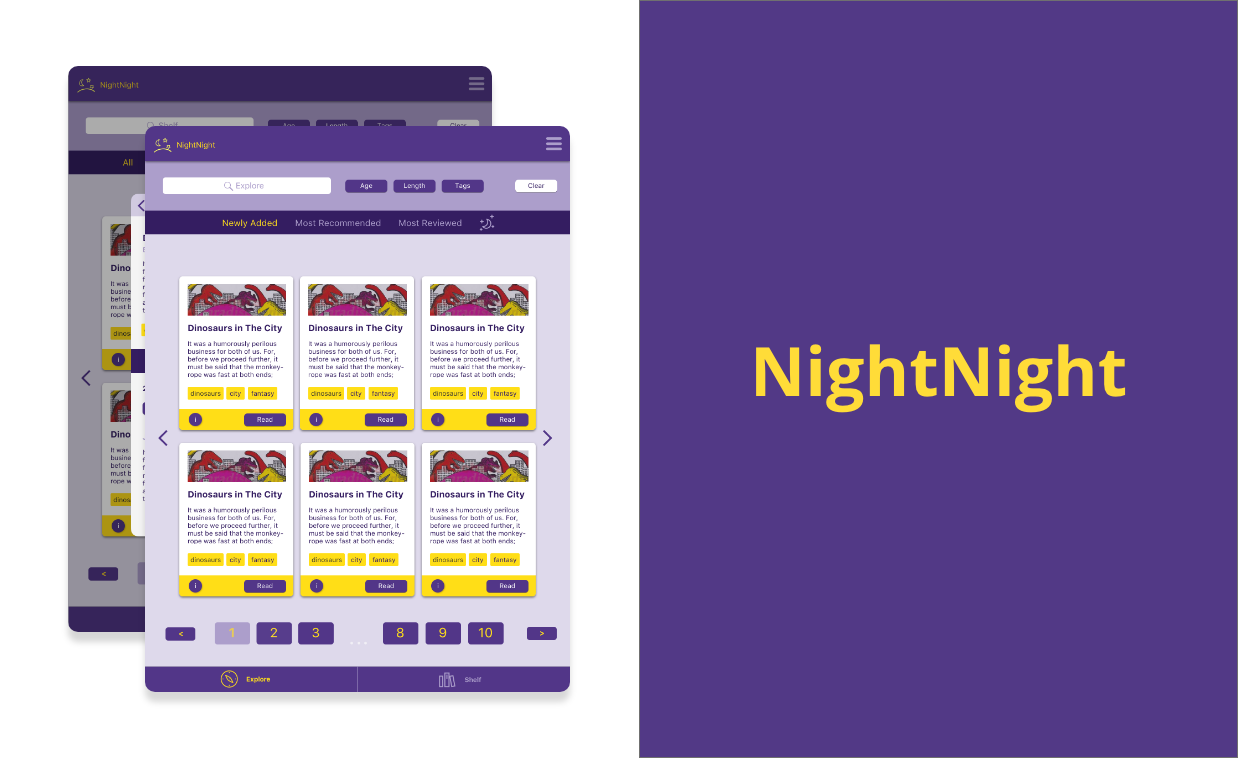 NightNight
Shelf
Age
Length
Tags
Clear
All
Dinos
It was
busine
before
must b
rope w
dinos
i
Dinos
It was
busine
before
must b
rope w
dinos
i
<
NightNight
Explore
Age
Length
Tags
Clear
Newly Added
Most Recommended
Most Reviewed
Dinosaurs in The City
It was a humorously perilous
business for both of us. For,
before we proceed further, it
must be said that the monkey-
rope was fast at both ends;
dinosaurs city fantasy
i Read
Dinosaurs in The City
It was a humorously perilous
business for both of us. For,
before we proceed further, it
must be said that the monkey-
rope was fast at both ends;
dinosaurs city fantasy
i Read
Dinosaurs in The City
It was a humorously perilous
business for both of us. For,
before we proceed further, it
must be said that the monkey-
rope was fast at both ends;
dinosaurs city fantasy
i Read
Dinosaurs in The City
It was a humorously perilous
business for both of us. For,
before we proceed further, it
must be said that the monkey-
rope was fast at both ends;
dinosaurs city fantasy
i Read
Dinosaurs in The City
It was a humorously perilous
business for both of us. For,
before we proceed further, it
must be said that the monkey-
rope was fast at both ends;
dinosaurs city fantasy
i Read
Dinosaurs in The City
It was a humorously perilous
business for both of us. For,
before we proceed further, it
must be said that the monkey-
rope was fast at both ends;
dinosaurs city fantasy
i Read
< 1 2 3 ... 8 9 10 >
Explore
Shelf
NightNight